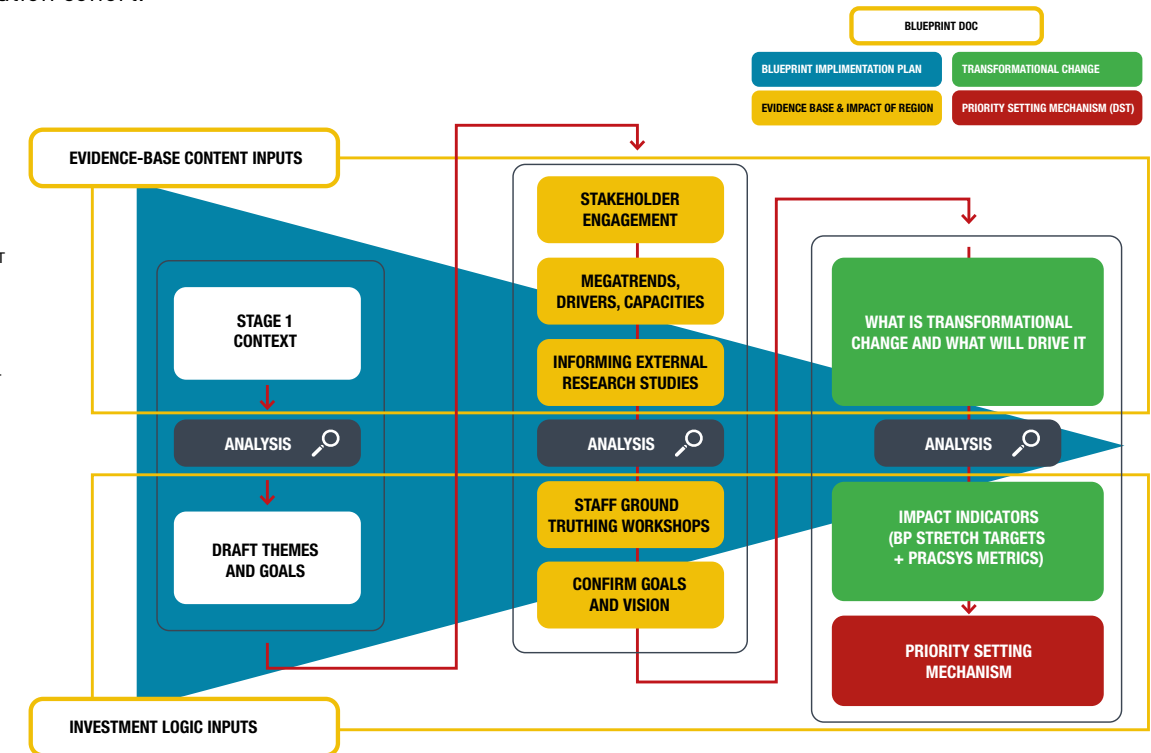 ation cohort.
BLUEPRINT DOC
BLUEPRINT IMPLIMENTATION PLAN
TRANSFORMATIONAL CHANGE
EVIDENCE BASE & IMPACT OF REGION
PRIORITY SETTING MECHANISM (DST)
EVIDENCE-BASE CONTENT INPUTS
STAGE 1
CONTEXT
ANALYSIS
DRAFT THEMES
AND GOALS
STAKEHOLDER
ENGAGEMENT
MEGATRENDS,
DRIVERS, CAPACITIES
INFORMING EXTERNAL
RESEARCH STUDIES
ANALYSIS
STAFF GROUND
TRUTHING WORKSHOPS
CONFIRM GOALS
AND VISION
WHAT IS TRANSFORMATIONAL
CHANGE AND WHAT WILL DRIVE IT
ANALYSIS
IMPACT INDICATORS
(BP STRETCH TARGETS
+ PRACSYS METRICS)
PRIORITY SETTING
MECHANISM
INVESTMENT LOGIC INPUTS